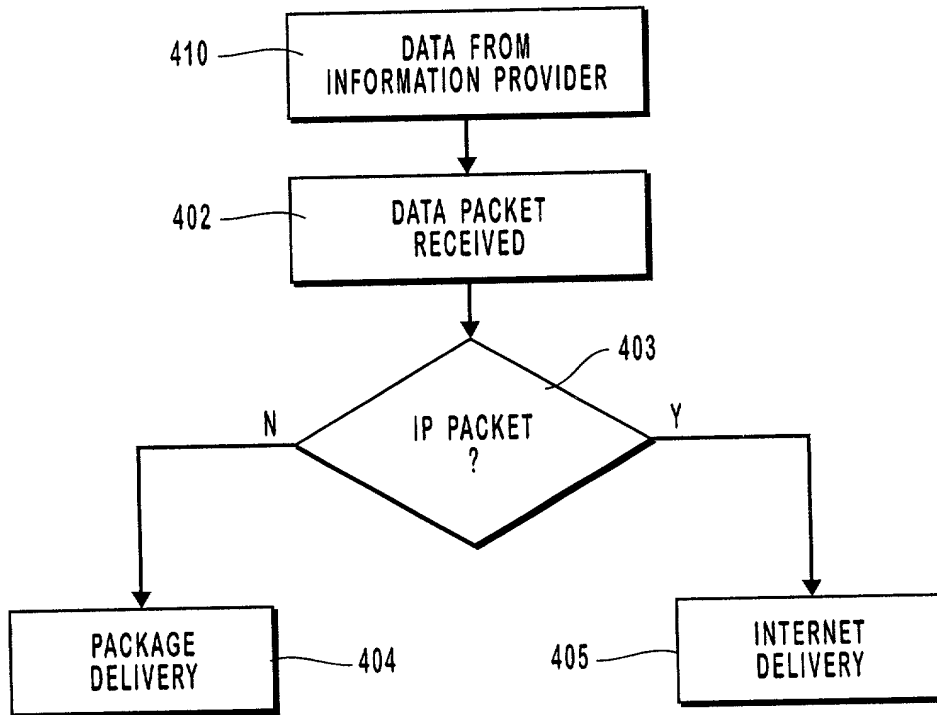 410
DATA FROM
INFORMATION PROVIDER
402
DATA PACKET
RECEIVED
403
N
IP PACKET
?
Y
PACKAGE
DELIVERY
404
405
INTERNET
DELIVERY